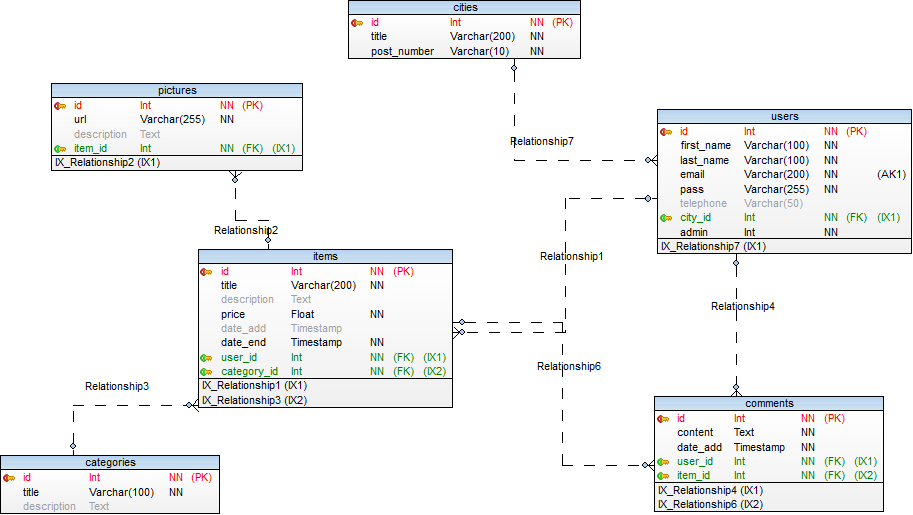 cities
id Int NN (PK)
title Varchar(200) NN
post_number Varchar(10) NN
pictures
id Int NN (PK)
url Varchar(255) NN
description Text
item_id Int NN (FK) (IX1)
IX_Relationship2 (IX1)
Relationship7
users
id Int NN (PK)
first_name Varchar(100) NN
last_name Varchar(100) NN
email Varchar(200) NN (AK1)
pass Varchar(255) NN
telephone Varchar(50)
city_id Int NN (FK) (IX1)
admin Int NN
IX_Relationship7 (IX1)
Relationship2
Relationship1
items
id Int NN (PK)
title Varchar(200) NN
description Text
price Float NN
date_add Timestamp
date_end Timestamp NN
user_id Int NN (FK) (IX1)
category_id Int NN (FK) (IX2)
IX_Relationship1 (IX1)
IX_Relationship3 (IX2)
Relationship4
Relationship6
Relationship3
comments
id Int NN (PK)
content Text NN
date_add Timestamp NN
user_id Int NN (FK) (IX1)
item_id Int NN (FK) (IX2)
IX_Relationship4 (IX1)
IX_Relationship6 (IX2)
categories
id Int NN (PK)
title Varchar(100) NN
description Text